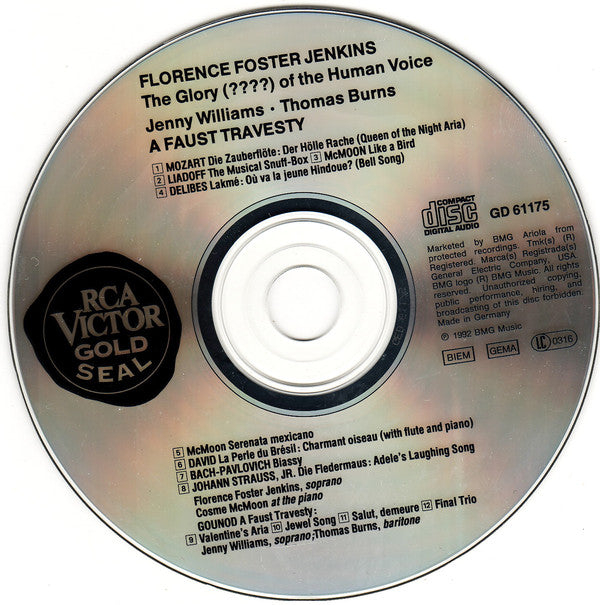 FLORENCE FOSTER JENKINS
The Glory (????) of the Human Voice
Jenny Williams · Thomas Burns
A FAUST TRAVESTY
1 MOZART Die Zauberflöte: Der Hölle Rache (Queen of the Night Aria)
2 LIADOFF The Musical Snuff-Box 3 McMOON Like a Bird
4 DELIBES Lakmé: Où va la jeune Hindoue? (Bell Song)
COMPACT
disc
DIGITAL AUDIO
GD 61175
Marketed by BMG Ariola from
protected recordings. Tmk(s) (R)
Registered. Marca(s) Registrada(s)
General Electric Company, USA.
BMG logo (R) BMG Music. All rights
reserved. Unauthorized copying,
public performance, hiring, and
broadcasting of this disc forbidden.
Made in Germany
℗ 1992 BMG Music
BIEM GEMA LC 0316
RCA
VICTOR
GOLD
SEAL
5 McMoon Serenata mexicano
6 DAVID La Perle du Brésil: Charmant oiseau (with flute and piano)
7 BACH-PAVLOVICH Biassy
8 JOHANN STRAUSS, JR. Die Fledermaus: Adele's Laughing Song
Florence Foster Jenkins, soprano
Cosme McMoon at the piano
GOUNOD A Faust Travesty:
9 Valentine's Aria 10 Jewel Song 11 Salut, demeure 12 Final Trio
Jenny Williams, soprano; Thomas Burns, baritone